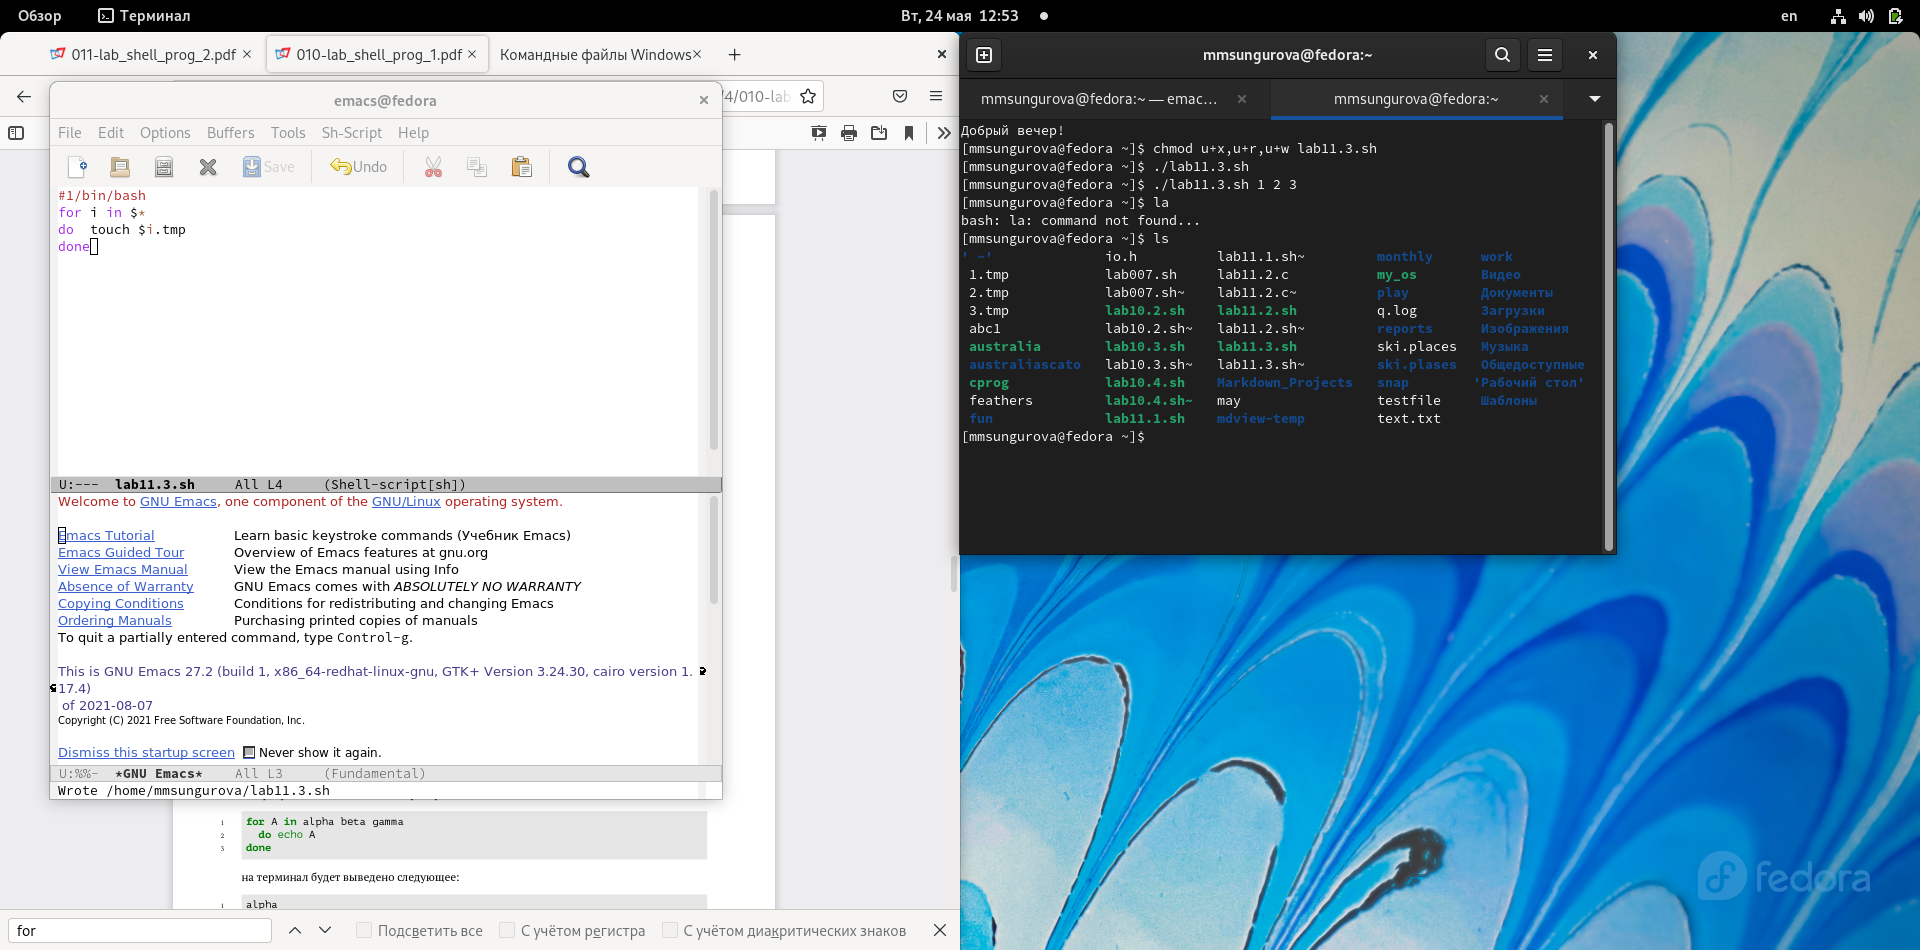 Обзор
Терминал
Вт, 24 мая 12:53
en
011-lab_shell_prog_2.pdf
010-lab_shell_prog_1.pdf
Командные файлы Windows
/4/010-lab
emacs@fedora
File Edit Options Buffers Tools Sh-Script Help
Save
Undo
#1/bin/bash
for i in $*
do  touch $i.tmp
done
U:--- lab11.3.sh All L4 (Shell-script[sh])
Welcome to GNU Emacs, one component of the GNU/Linux operating system.
Emacs Tutorial Learn basic keystroke commands (Учебник Emacs)
Emacs Guided Tour Overview of Emacs features at gnu.org
View Emacs Manual View the Emacs manual using Info
Absence of Warranty GNU Emacs comes with ABSOLUTELY NO WARRANTY
Copying Conditions Conditions for redistributing and changing Emacs
Ordering Manuals Purchasing printed copies of manuals
To quit a partially entered command, type Control-g.
This is GNU Emacs 27.2 (build 1, x86_64-redhat-linux-gnu, GTK+ Version 3.24.30, cairo version 1.
17.4)
of 2021-08-07
Copyright (C) 2021 Free Software Foundation, Inc.
Dismiss this startup screen Never show it again.
U:%%- *GNU Emacs* All L3 (Fundamental)
Wrote /home/mmsungurova/lab11.3.sh
1 for A in alpha beta gamma
2 do echo A
3 done
на терминал будет выведено следующее:
1 alpha
for
Подсветить все
С учётом регистра
С учётом диакритических знаков
mmsungurova@fedora:~
mmsungurova@fedora:~ — emac...
mmsungurova@fedora:~
Добрый вечер!
[mmsungurova@fedora ~]$ chmod u+x,u+r,u+w lab11.3.sh
[mmsungurova@fedora ~]$ ./lab11.3.sh
[mmsungurova@fedora ~]$ ./lab11.3.sh 1 2 3
[mmsungurova@fedora ~]$ la
bash: la: command not found...
[mmsungurova@fedora ~]$ ls
' -' io.h lab11.1.sh~ monthly work
1.tmp lab007.sh lab11.2.c my_os Видео
2.tmp lab007.sh~ lab11.2.c~ play Документы
3.tmp lab10.2.sh lab11.2.sh q.log Загрузки
abc1 lab10.2.sh~ lab11.2.sh~ reports Изображения
australia lab10.3.sh lab11.3.sh ski.places Музыка
australiascato lab10.3.sh~ lab11.3.sh~ ski.plases Общедоступные
cprog lab10.4.sh Markdown_Projects snap 'Рабочий стол'
feathers lab10.4.sh~ may testfile Шаблоны
fun lab11.1.sh mdview-temp text.txt
[mmsungurova@fedora ~]$
fedora